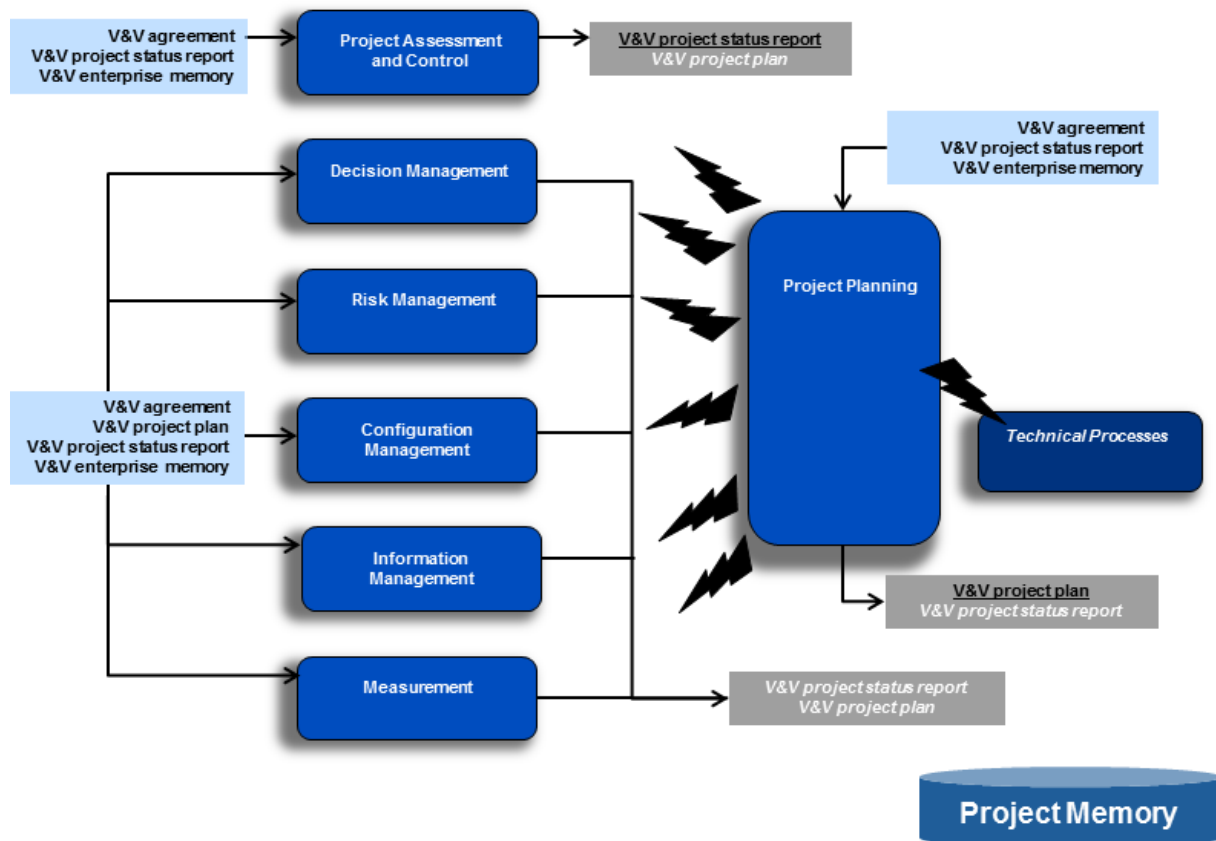 V&V agreement
V&V project status report
V&V enterprise memory
Project Assessment
and Control
V&V project status report
V&V project plan
V&V agreement
V&V project status report
V&V enterprise memory
Decision Management
Risk Management
Project Planning
V&V agreement
V&V project plan
V&V project status report
V&V enterprise memory
Configuration
Management
Technical Processes
Information
Management
V&V project plan
V&V project status report
Measurement
V&V project status report
V&V project plan
Project Memory